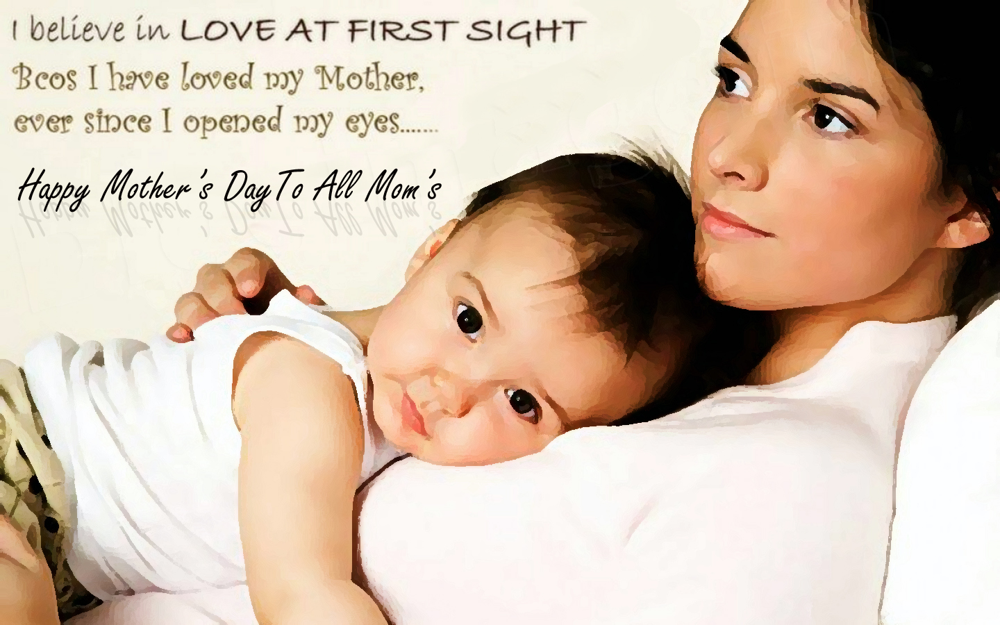 I believe in LOVE AT FIRST SIGHT
Bcos I have loved my Mother,
ever since I opened my eyes.......
Happy Mother's Day To All Mom's